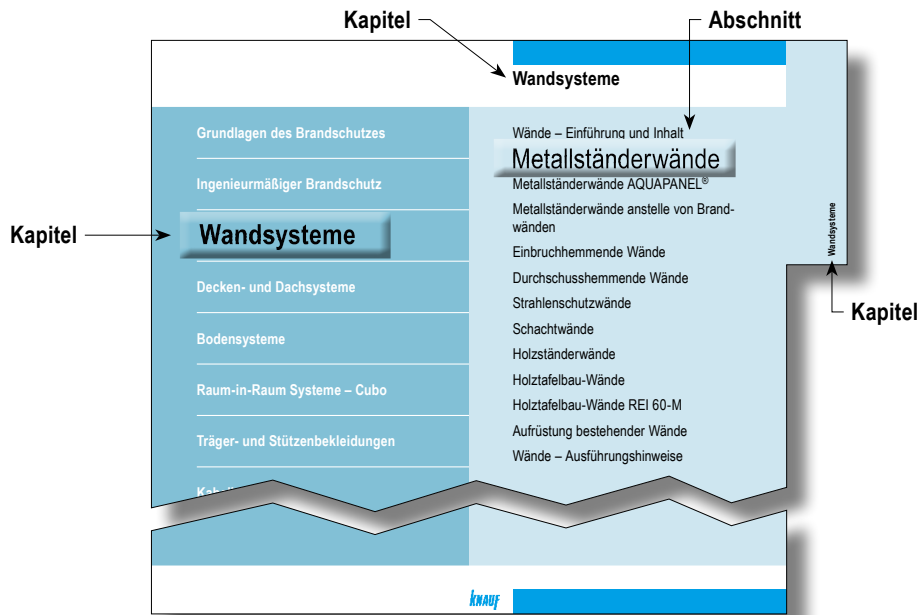 Kapitel
Abschnitt
Wandsysteme
Grundlagen des Brandschutzes
Ingenieurmäßiger Brandschutz
Kapitel
Wandsysteme
Decken- und Dachsysteme
Bodensysteme
Raum-in-Raum Systeme – Cubo
Träger- und Stützenbekleidungen
Wände – Einführung und Inhalt
Metallständerwände
Metallständerwände AQUAPANEL®
Metallständerwände anstelle von Brand-
wänden
Einbruchhemmende Wände
Durchschusshemmende Wände
Strahlenschutzwände
Schachtwände
Holzständerwände
Holztafelbau-Wände
Holztafelbau-Wände REI 60-M
Aufrüstung bestehender Wände
Wände – Ausführungshinweise
Wandsysteme
Kapitel
KNAUF